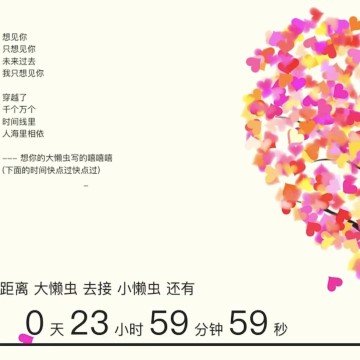 想见你
只想见你
未来过去
我只想见你
穿越了
千个万个
时间线里
人海里相依
––– 想你的大懒虫写的嘻嘻嘻
(下面的时间快点过快点过)
–
距离 大懒虫 去接 小懒虫 还有
0 天 23 小时 59 分钟 59 秒